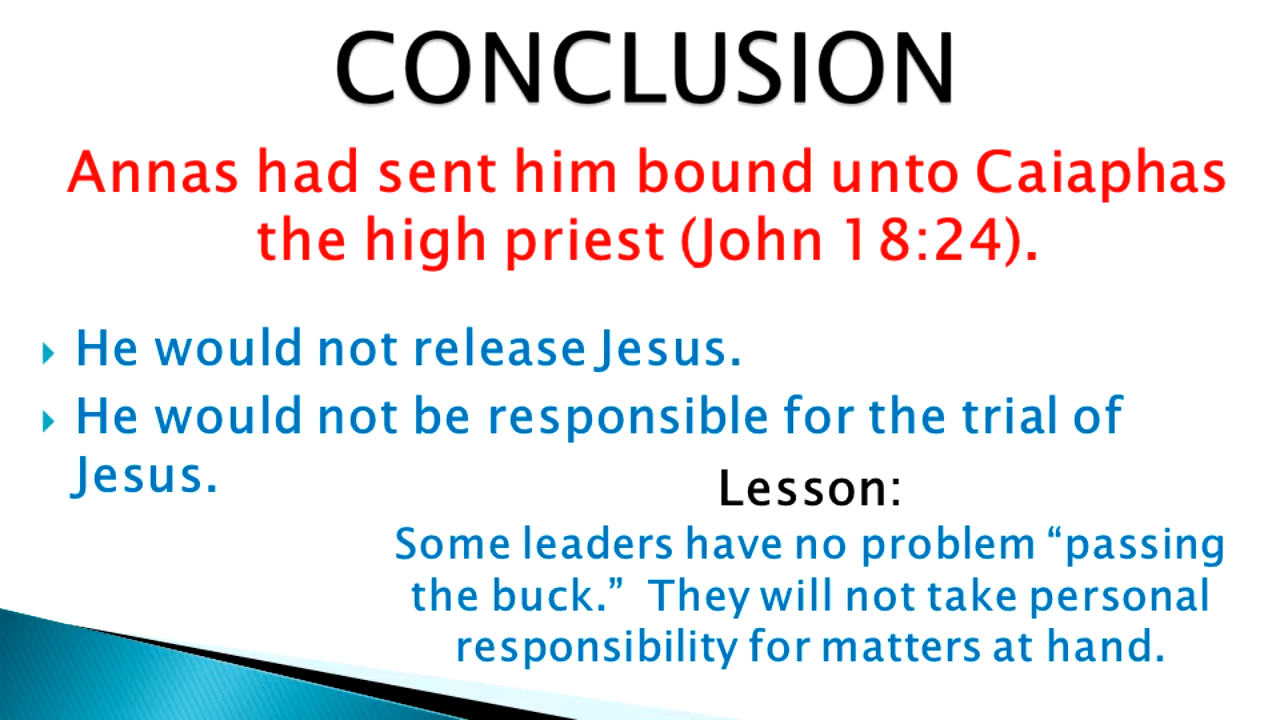 CONCLUSION
Annas had sent him bound unto Caiaphas
the high priest (John 18:24).
He would not release Jesus.
He would not be responsible for the trial of
Jesus.
Lesson:
Some leaders have no problem “passing
the buck.”  They will not take personal
responsibility for matters at hand.